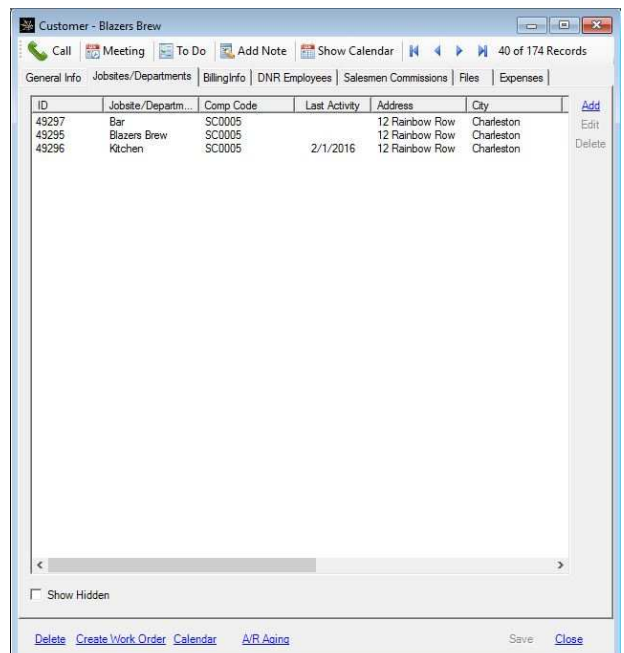 Customer - Blazers Brew
Call Meeting To Do Add Note Show Calendar 40 of 174 Records
General Info Jobsites/Departments BillingInfo DNR Employees Salesmen Commissions Files Expenses
ID Jobsite/Departm... Comp Code Last Activity Address City Add
49297 Bar SC0005 12 Rainbow Row Charleston Edit
49295 Blazers Brew SC0005 12 Rainbow Row Charleston
49296 Kitchen SC0005 2/1/2016 12 Rainbow Row Charleston Delete
Show Hidden
Delete Create Work Order Calendar A/R Aging Save Close